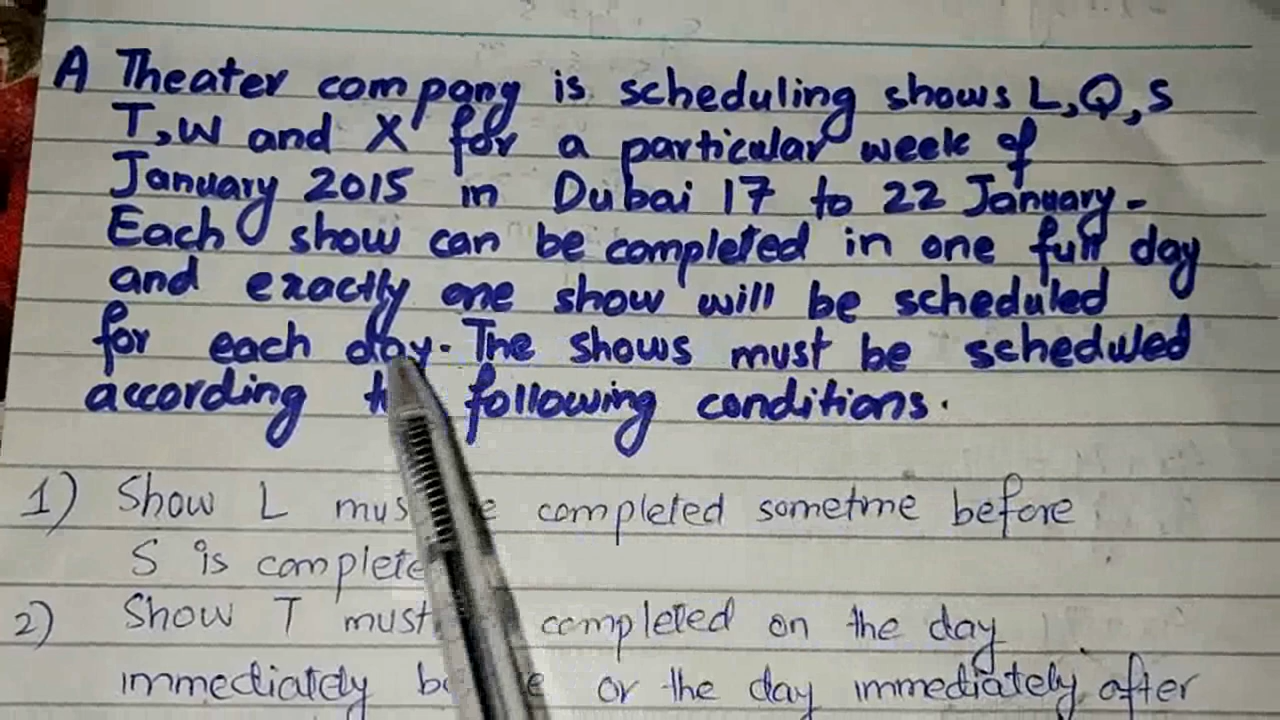 A Theater company is scheduling shows L, Q, S
T, W and X for a particular week of
January 2015 in Dubai 17 to 22 January.
Each show can be completed in one full day
and exactly one show will be scheduled
for each day. The shows must be scheduled
according following conditions.
1) Show L completed sometime before
S is
2) Show T must completed on the day
immediately or the day immediately after